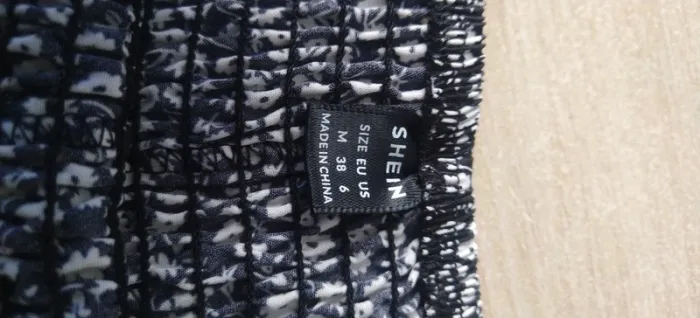 SHEIN
SIZE EU US
M 38 6
MADE IN CHINA